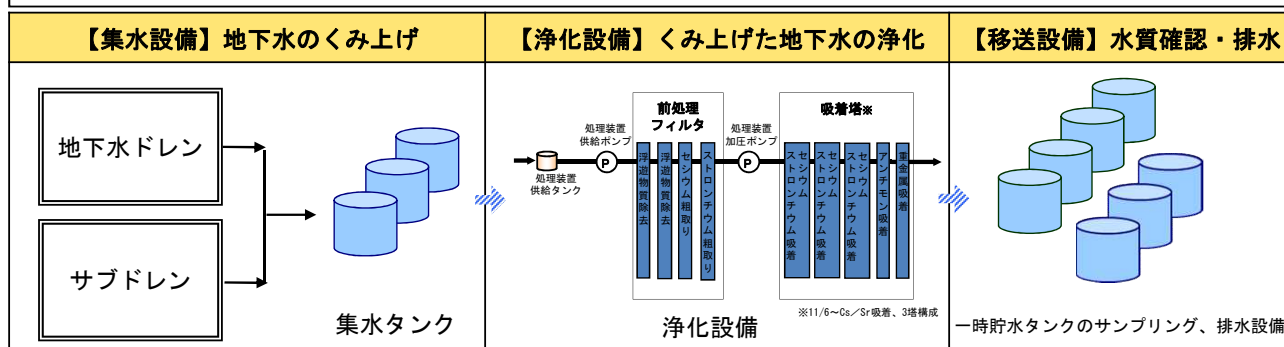 【集水設備】地下水のくみ上げ
【浄化設備】くみ上げた地下水の浄化
【移送設備】水質確認・排水
地下水ドレン
サブドレン
集水タンク
処理装置
供給タンク
処理装置
供給ポンプ
P
前処理
フィルタ
浮遊物質除去
浮遊物質除去
セシウム粗取り
ストロンチウム粗取り
処理装置
加圧ポンプ
P
吸着塔※
セシウム
ストロンチウム吸着
セシウム
ストロンチウム吸着
セシウム
ストロンチウム吸着
アンチモン吸着
重金属吸着
※11/6～Cs／Sr吸着、3塔構成
浄化設備
一時貯水タンクのサンプリング、排水設備